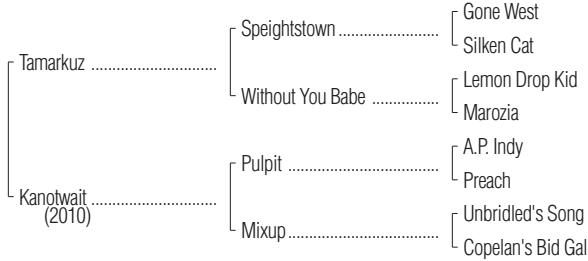 Gone West
Speightstown
Silken Cat
Tamarkuz
Lemon Drop Kid
Without You Babe
Marozia
A.P. Indy
Pulpit
Preach
Kanotwait
(2010)
Unbridled's Song
Mixup
Copelan's Bid Gal